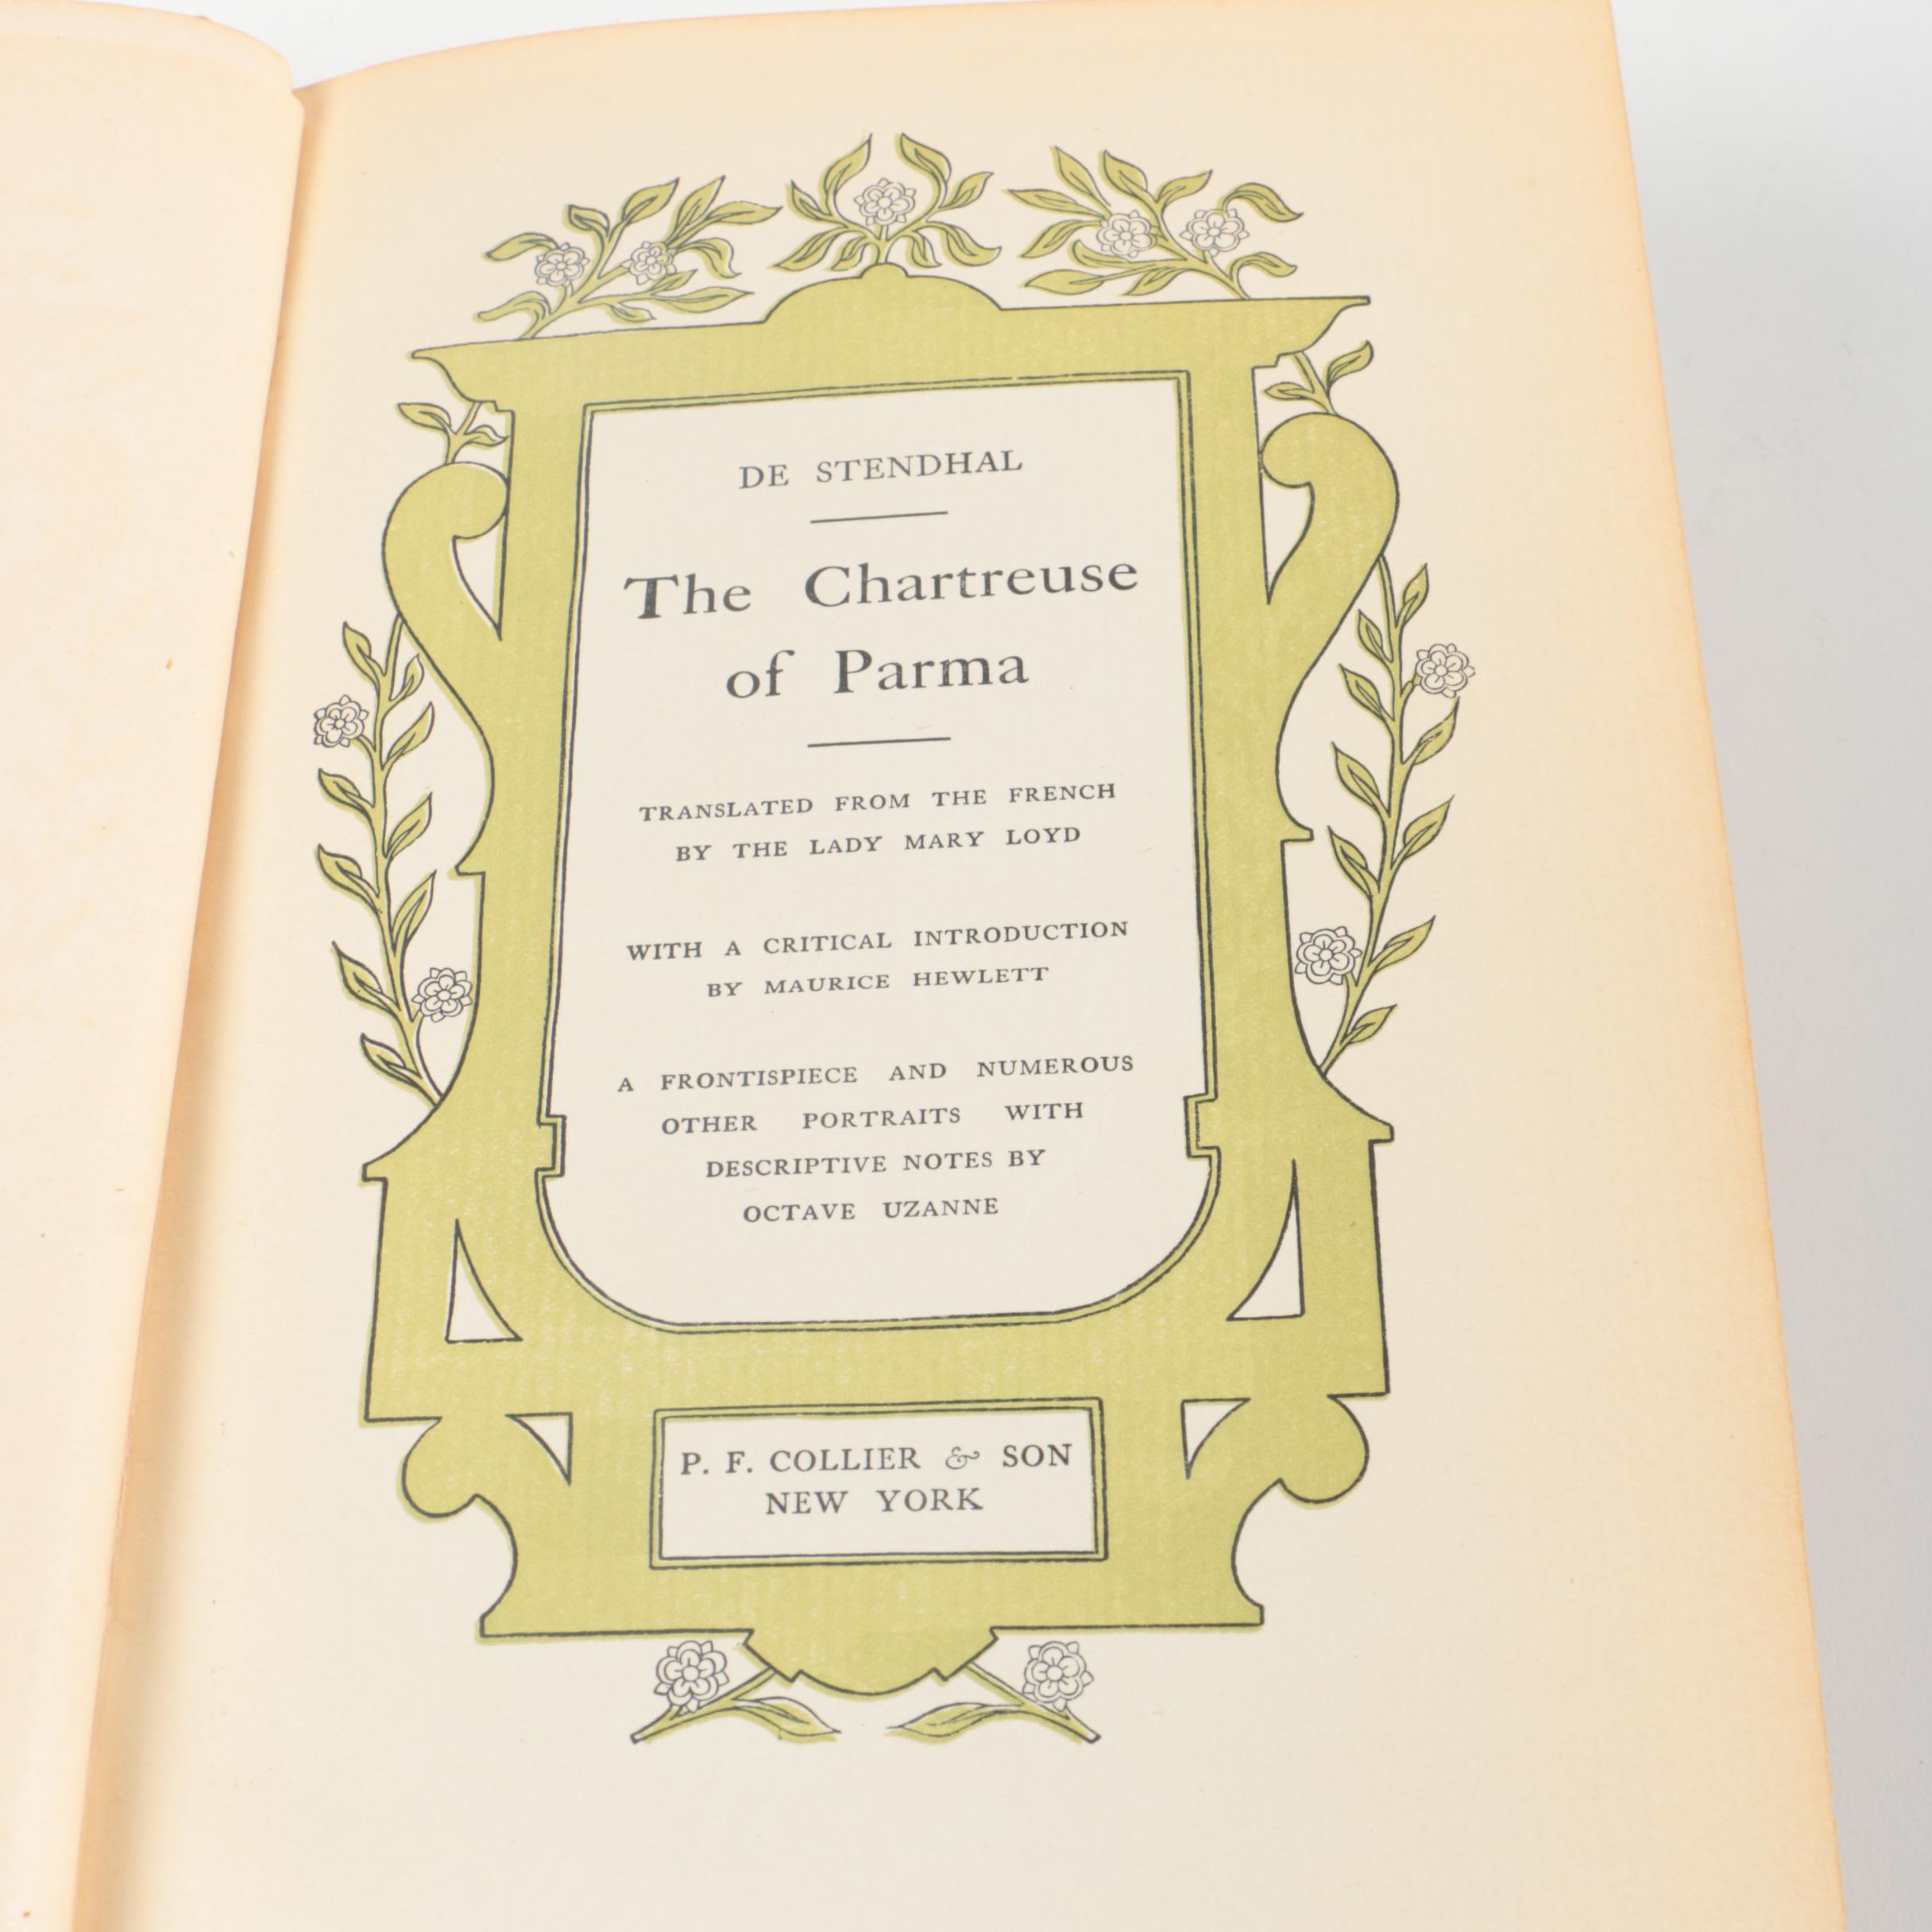 DE STENDHAL
The Chartreuse
of Parma
TRANSLATED FROM THE FRENCH
BY THE LADY MARY LOYD
WITH A CRITICAL INTRODUCTION
BY MAURICE HEWLETT
A FRONTISPIECE AND NUMEROUS
OTHER PORTRAITS WITH
DESCRIPTIVE NOTES BY
OCTAVE UZANNE
P. F. COLLIER & SON
NEW YORK